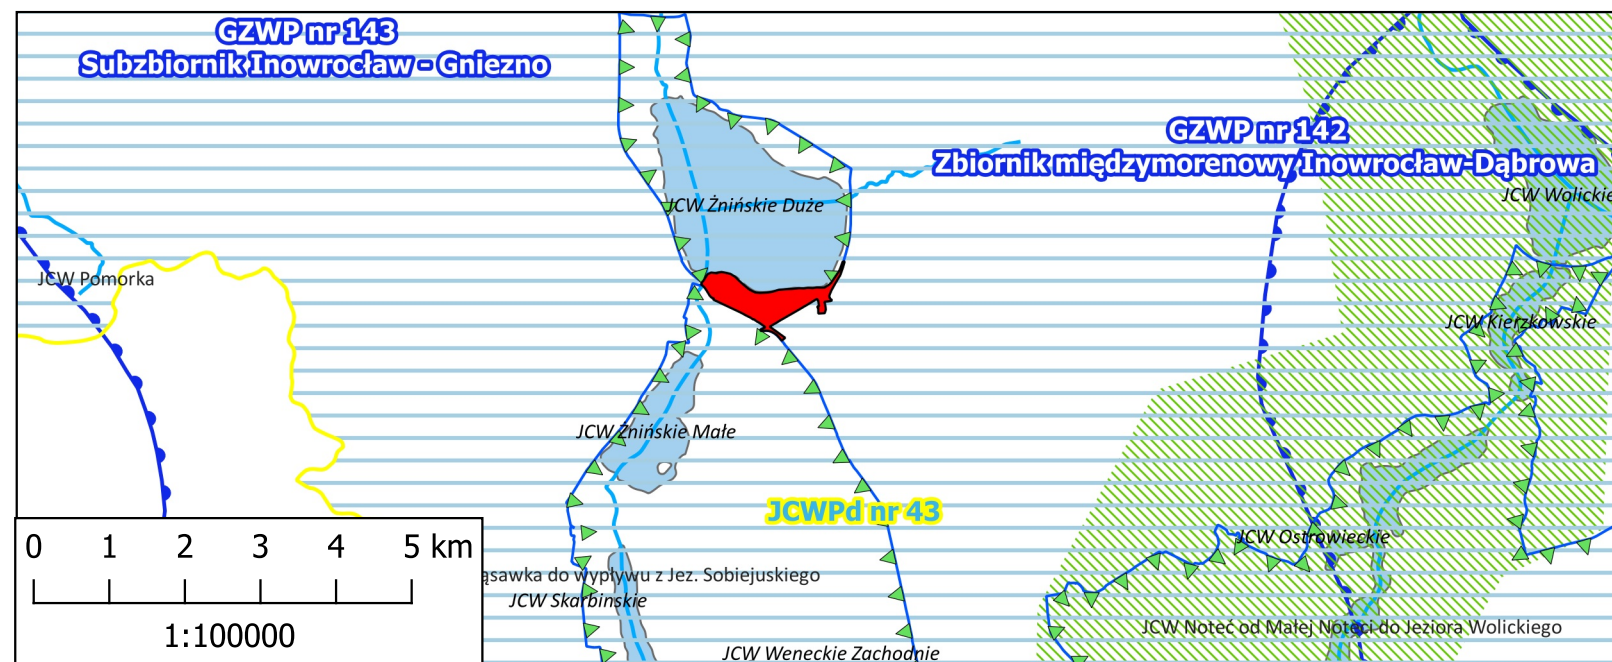 GZWP nr 143
Subzbiornik Inowrocław - Gniezno
GZWP nr 142
Zbiornik międzymorenowy Inowrocław-Dąbrowa
JCW Wolickie
JCW Żnińskie Duże
JCW Pomorka
JCW Kierzkowskie
JCW Żnińskie Małe
JCWPd nr 43
JCW Ostrowieckie
0 1 2 3 4 5 km
1:100000
ąsawka do wypływu z Jez. Sobiejuskiego
JCW Skarbinskie
JCW Noteć od Małej Noteci do Jeziora Wolickiego
JCW Weneckie Zachodnie